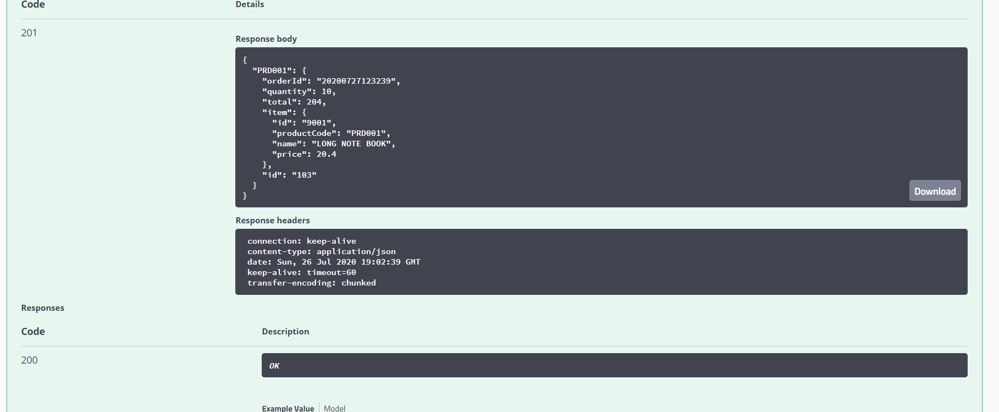 Code Details
201
Response body
{
  "PRD001": {
    "orderId": "20200727123239",
    "quantity": 10,
    "total": 204,
    "item": {
      "id": "9001",
      "productCode": "PRD001",
      "name": "LONG NOTE BOOK",
      "price": 20.4
    },
    "id": "103"
  }
}
Download
Response headers
connection: keep-alive
content-type: application/json
date: Sun, 26 Jul 2020 19:02:39 GMT
keep-alive: timeout=60
transfer-encoding: chunked
Responses
Code Description
200
OK
Example Value Model